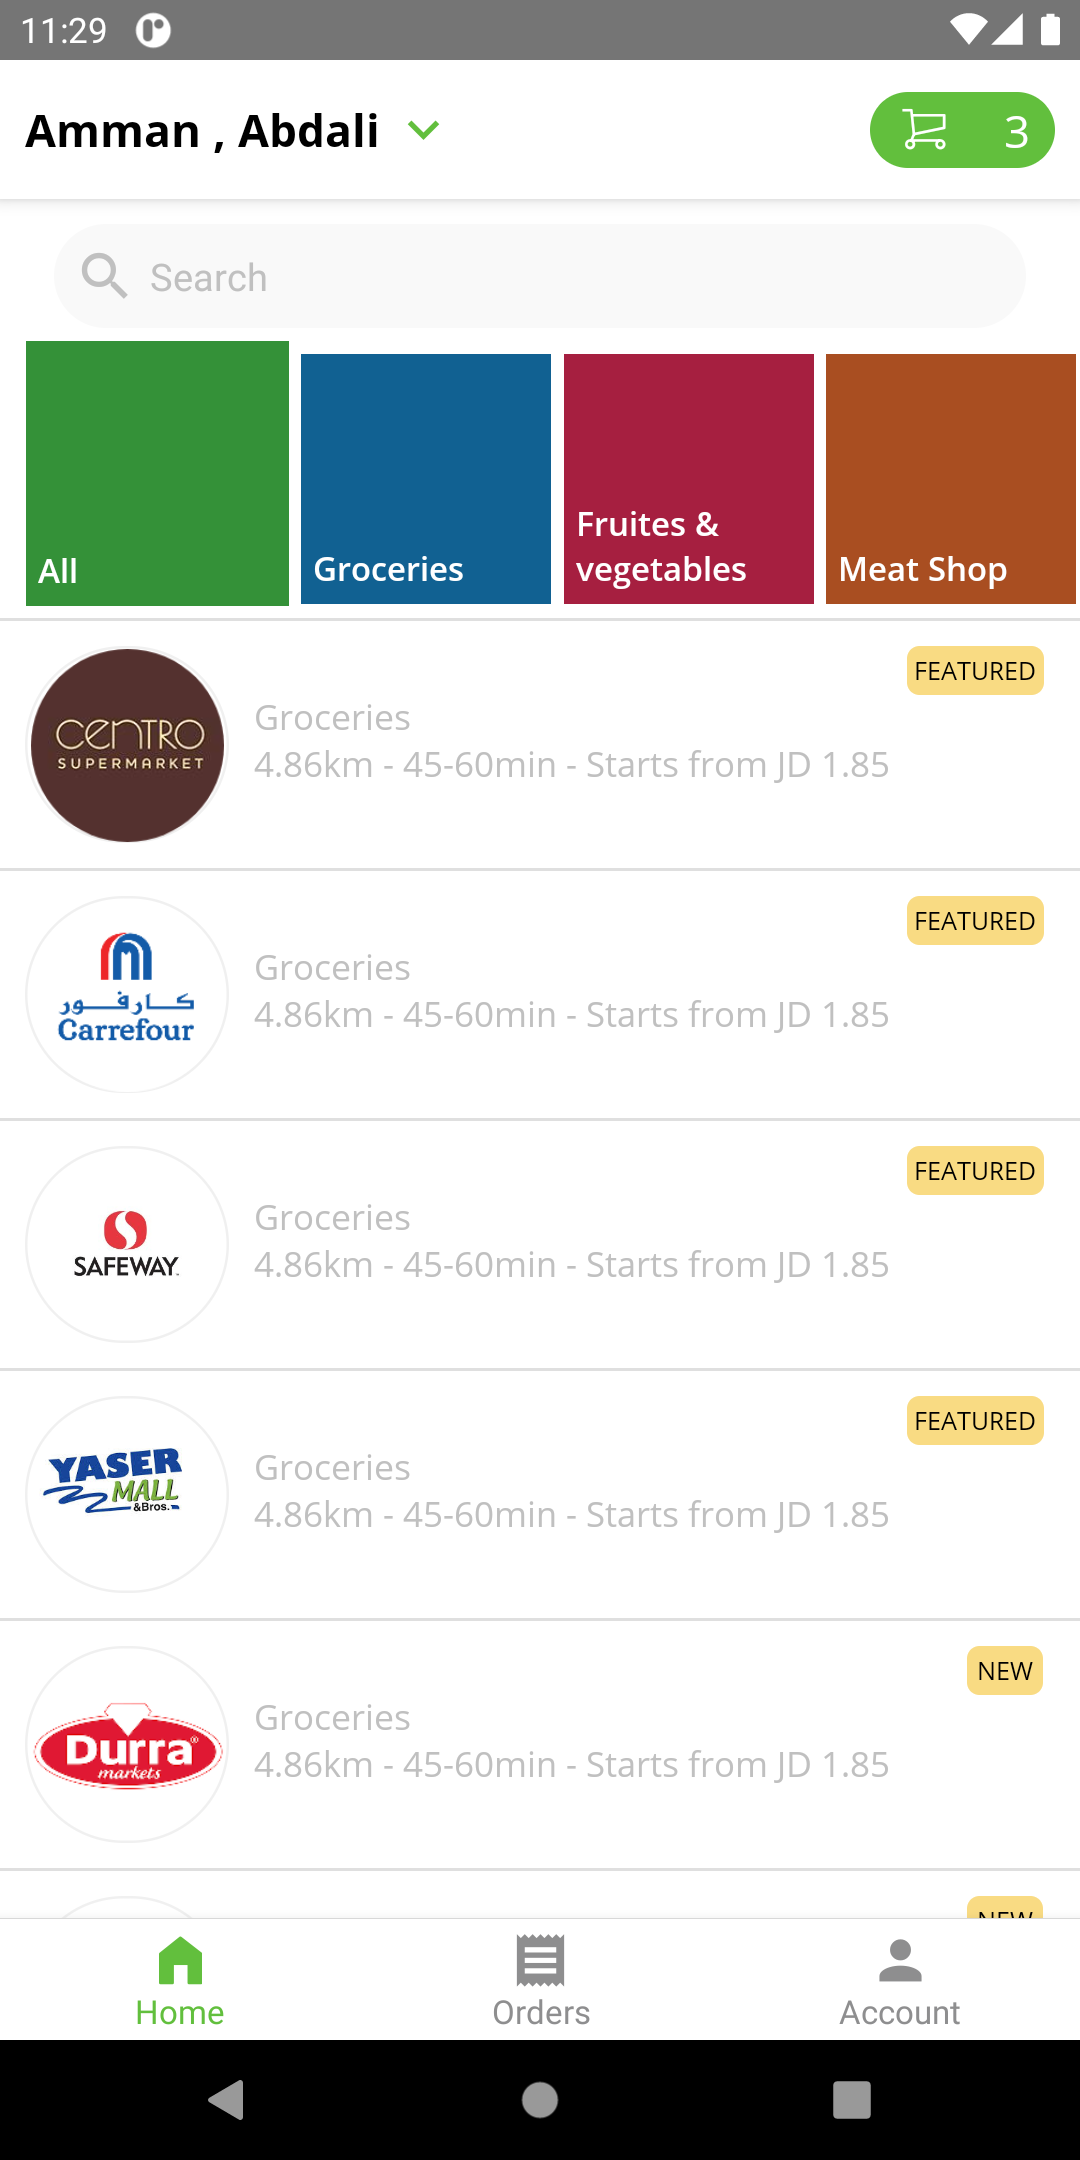 11:29
Amman , Abdali
3
Search
All
Groceries
Fruites &
vegetables
Meat Shop
FEATURED
CENTRO
SUPERMARKET
Groceries
4.86km - 45-60min - Starts from JD 1.85
FEATURED
كارفور
Carrefour
Groceries
4.86km - 45-60min - Starts from JD 1.85
FEATURED
SAFEWAY
Groceries
4.86km - 45-60min - Starts from JD 1.85
FEATURED
YASER
MALL
&Bros.
Groceries
4.86km - 45-60min - Starts from JD 1.85
NEW
Durra®
markets
Groceries
4.86km - 45-60min - Starts from JD 1.85
NEW
Home
Orders
Account